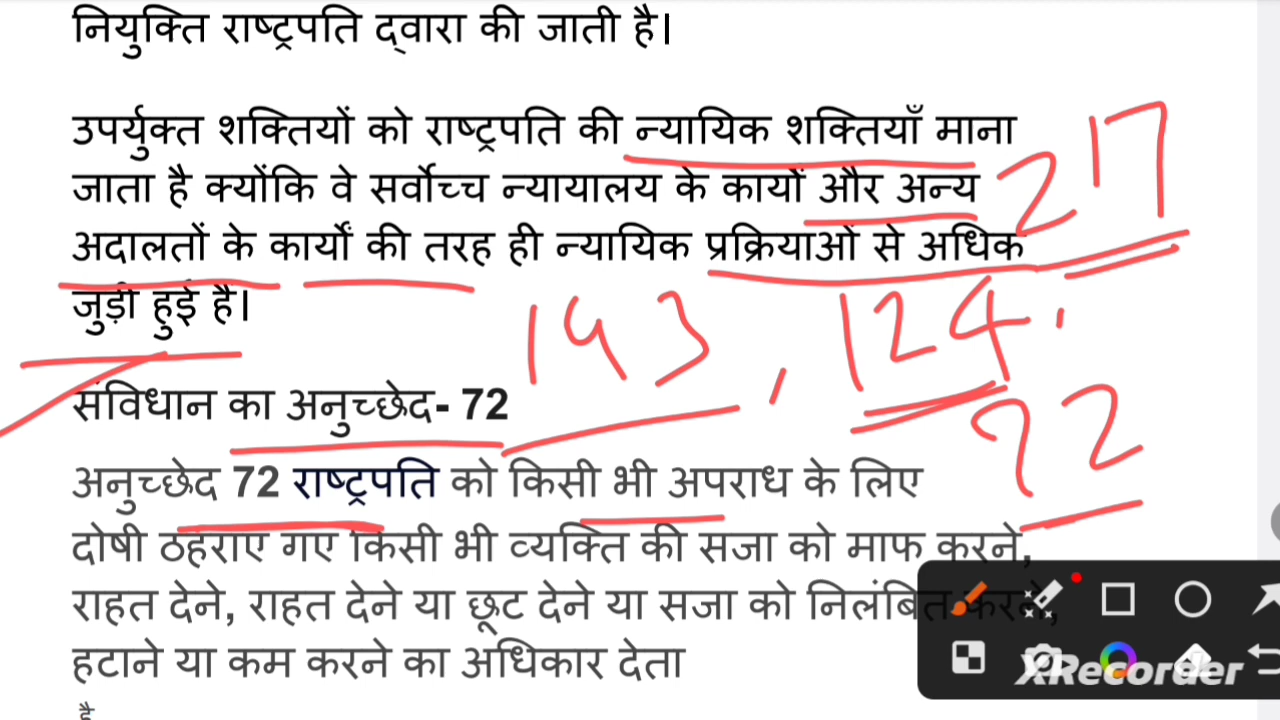 नियुक्ति राष्ट्रपति द्वारा की जाती है।
उपर्युक्त शक्तियों को राष्ट्रपति की न्यायिक शक्तियाँ माना
जाता है क्योंकि वे सर्वोच्च न्यायालय के कार्यों और अन्य
217
अदालतों के कार्यों की तरह ही न्यायिक प्रक्रियाओं से अधिक
जुड़ी हुई है।
143, 124,
संविधान का अनुच्छेद- 72
72
अनुच्छेद 72 राष्ट्रपति को किसी भी अपराध के लिए
दोषी ठहराए गए किसी भी व्यक्ति की सजा को माफ करने,
राहत देने, राहत देने या छूट देने या सजा को निलंबित करने,
हटाने या कम करने का अधिकार देता
है
XRecorder